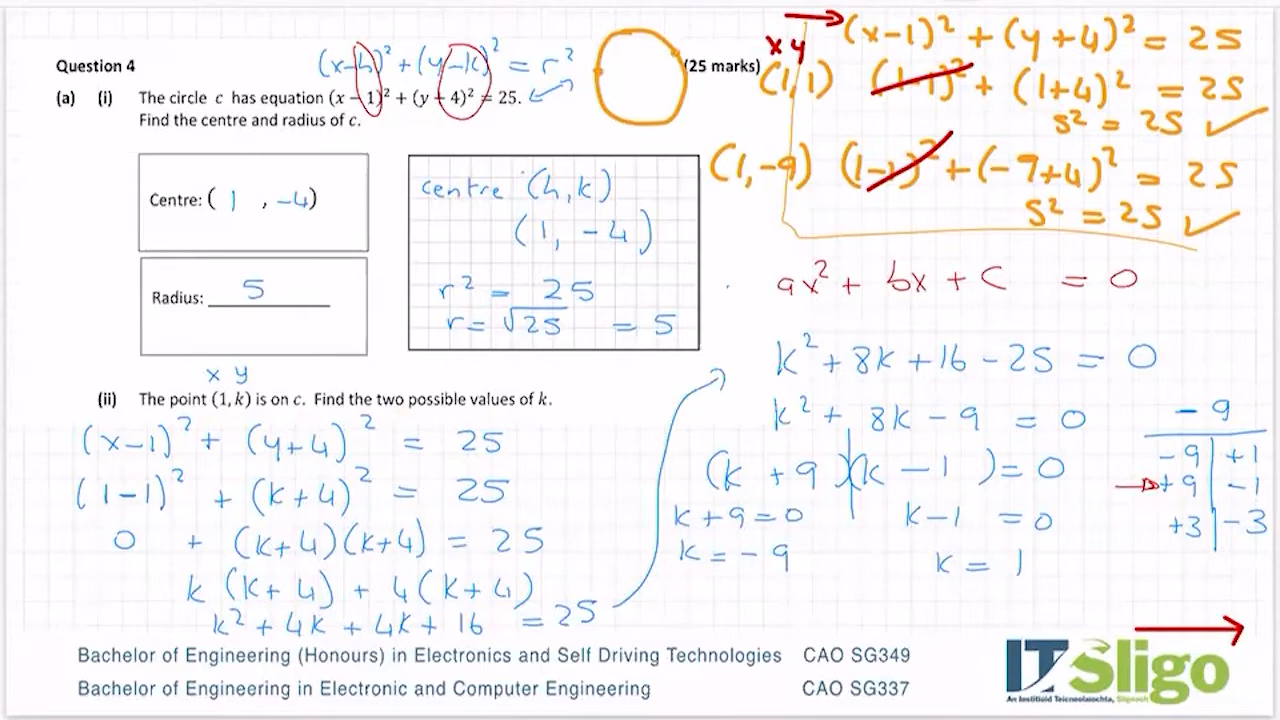 Question 4
(x-h)² + (y-k)² = r²
(25 marks)
(a) (i) The circle c has equation (x − 1)² + (y + 4)² = 25.
Find the centre and radius of c.
Centre: ( 1 , -4)
Radius: 5
centre (h,k)
(1, -4)
r² = 25
r = √25 = 5
x y
(ii) The point (1, k) is on c. Find the two possible values of k.
(x-1)² + (y+4)² = 25
(1-1)² + (k+4)² = 25
0 + (k+4)(k+4) = 25
k (k+4) + 4(k+4)
k² + 4k + 4k + 16 = 25
(x-1)² + (y+4)² = 25
x y
(1,1) (1-1)² + (1+4)² = 25
5² = 25 ✓
(1,-9) (1-1)² + (-9+4)² = 25
5² = 25 ✓
ax² + bx + c = 0
k² + 8k + 16 - 25 = 0
k² + 8k - 9 = 0
(k + 9)(k - 1) = 0
k + 9 = 0 k-1 = 0
k = -9 k = 1
-9
-9 | +1
+9 | -1
+3 | -3
Bachelor of Engineering (Honours) in Electronics and Self Driving Technologies CAO SG349
Bachelor of Engineering in Electronic and Computer Engineering CAO SG337
IT Sligo
An Institiúid Teicneolaíochta, Sligeach